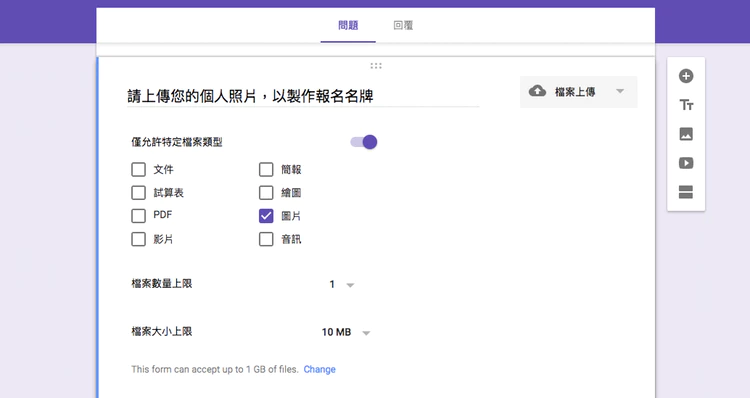 問題 回覆
請上傳您的個人照片，以製作報名名牌 檔案上傳
僅允許特定檔案類型
文件 簡報
試算表 繪圖
PDF 圖片
影片 音訊
檔案數量上限 1
檔案大小上限 10 MB
This form can accept up to 1 GB of files. Change